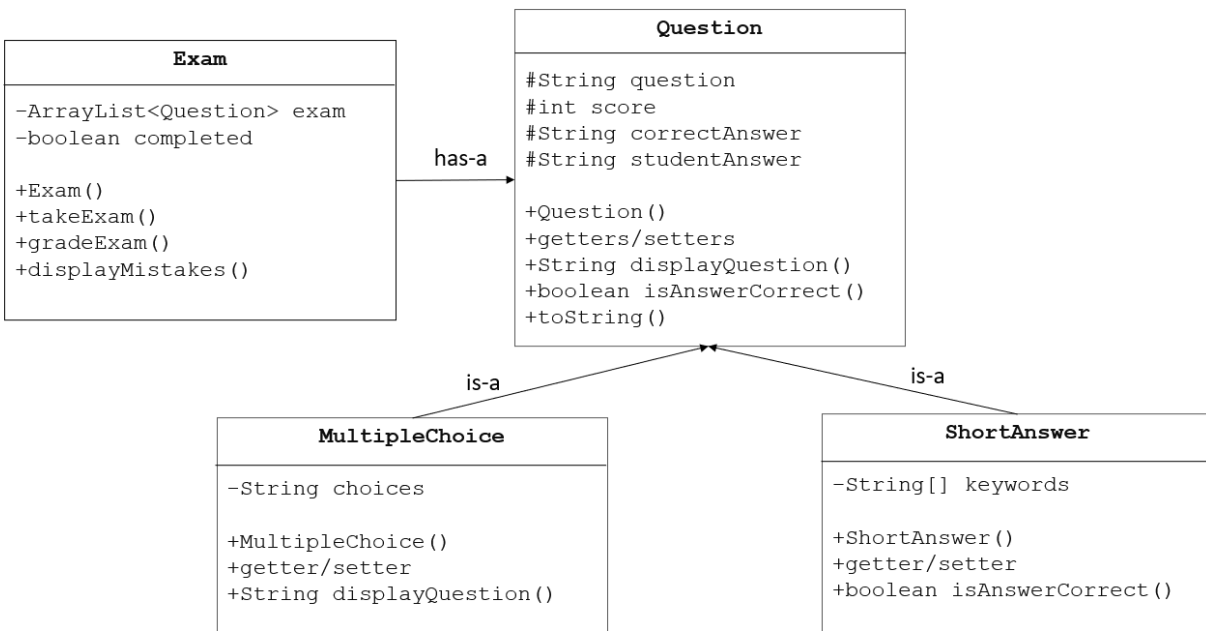 Exam
-ArrayList<Question> exam
-boolean completed
+Exam()
+takeExam()
+gradeExam()
+displayMistakes()
has-a
Question
#String question
#int score
#String correctAnswer
#String studentAnswer
+Question()
+getters/setters
+String displayQuestion()
+boolean isAnswerCorrect()
+toString()
is-a
is-a
MultipleChoice
-String choices
+MultipleChoice()
+getter/setter
+String displayQuestion()
ShortAnswer
-String[] keywords
+ShortAnswer()
+getter/setter
+boolean isAnswerCorrect()